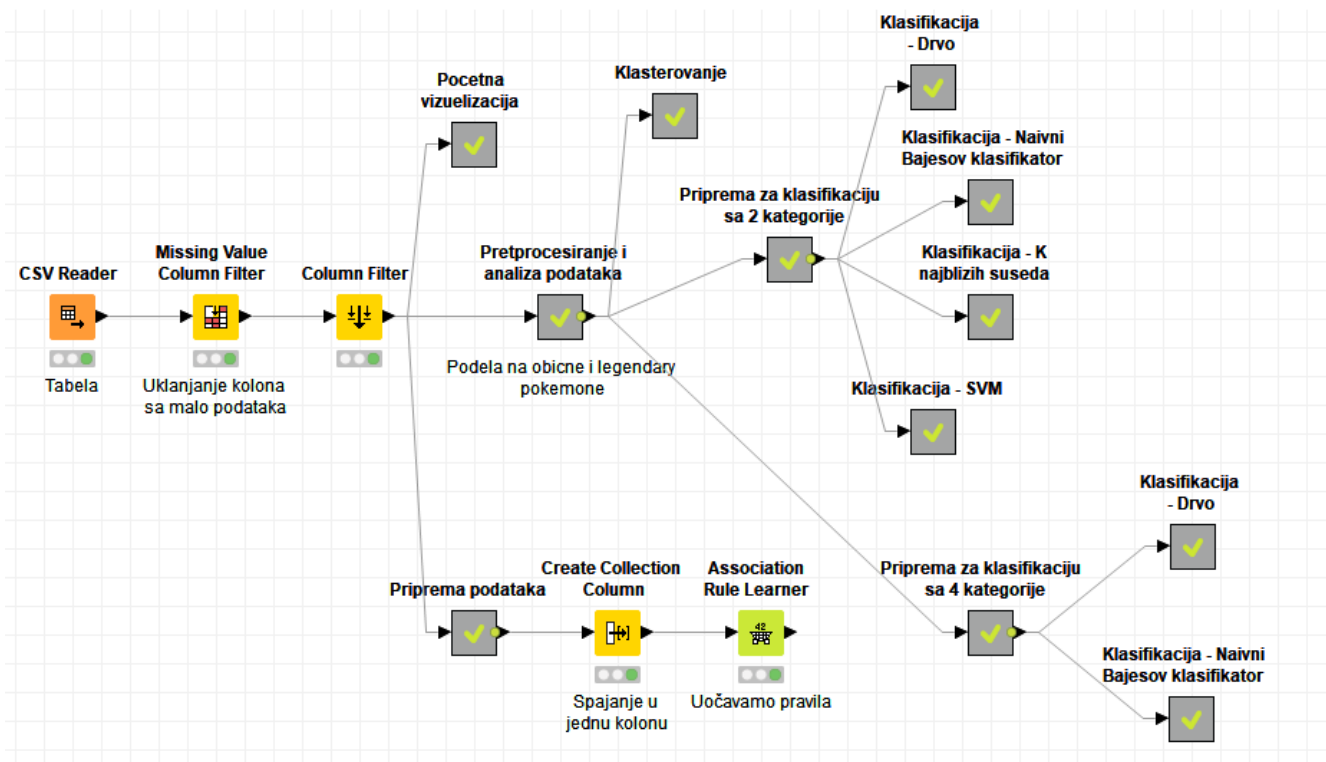 Klasifikacija
- Drvo
Pocetna
vizuelizacija
Klasterovanje
Klasifikacija - Naivni
Bajesov klasifikator
Priprema za klasifikaciju
sa 2 kategorije
CSV Reader
Missing Value
Column Filter
Column Filter
Pretprocesiranje i
analiza podataka
Klasifikacija - K
najblizih suseda
Tabela
Uklanjanje kolona
sa malo podataka
Podela na obicne i legendary
pokemone
Klasifikacija - SVM
Klasifikacija
- Drvo
Priprema podataka
Create Collection
Column
Association
Rule Learner
42
Priprema za klasifikaciju
sa 4 kategorije
Spajanje u
jednu kolonu
Uočavamo pravila
Klasifikacija - Naivni
Bajesov klasifikator